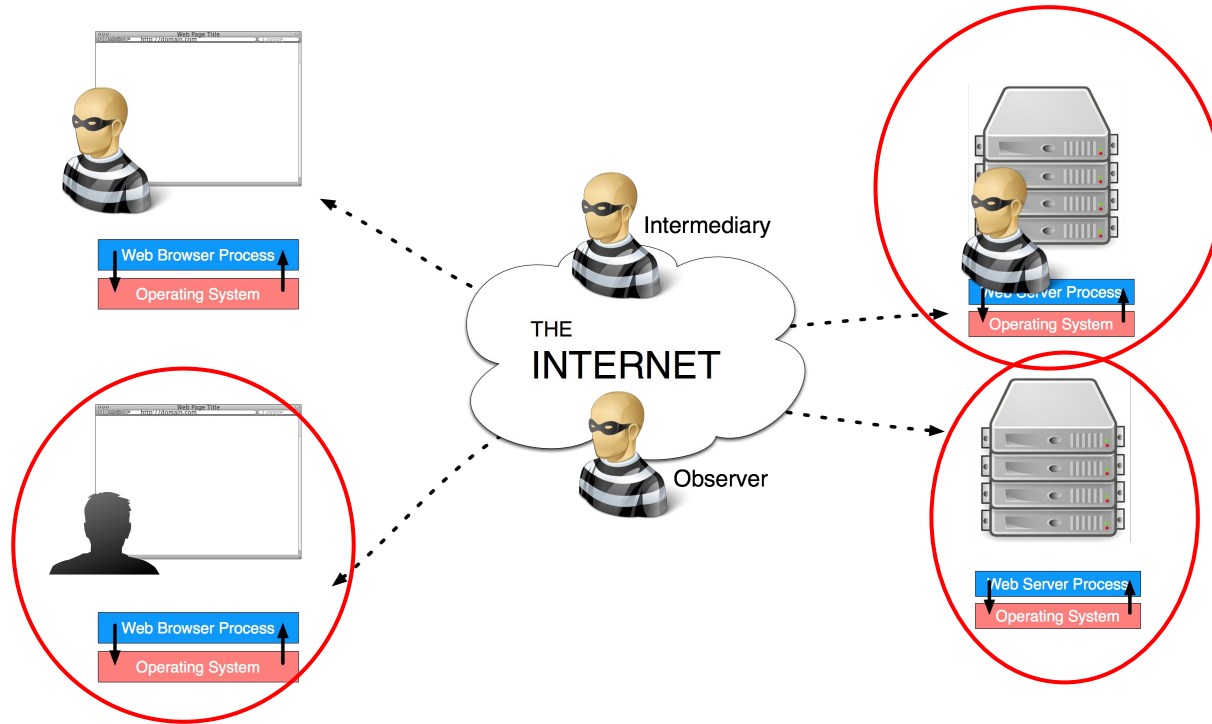 Web Page Title
http://domain.com
Web Browser Process
Operating System
Intermediary
THE
INTERNET
Observer
Web Server Process
Operating System
Web Page Title
http://domain.com
Web Browser Process
Operating System
Web Server Process
Operating System